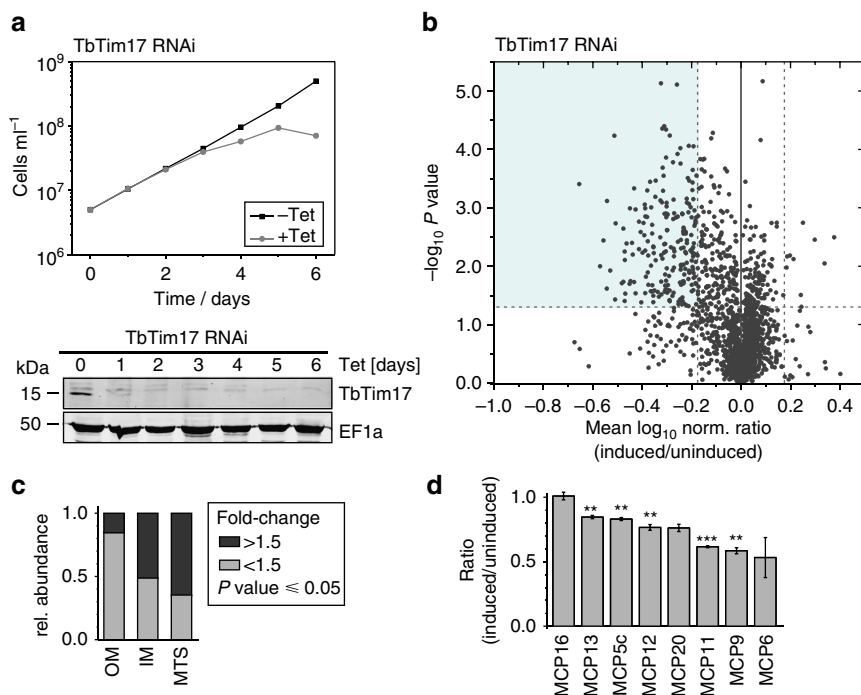 a
TbTim17 RNAi
10⁹
10⁸
10⁷
10⁶
Cells ml⁻¹
–Tet
+Tet
0 2 4 6
Time / days
TbTim17 RNAi
kDa
0 1 2 3 4 5 6 Tet [days]
15
TbTim17
50
EF1a
b
TbTim17 RNAi
5.0
4.0
3.0
2.0
1.0
0.0
–log₁₀ P value
–1.0 –0.8 –0.6 –0.4 –0.2 0.0 0.2 0.4
Mean log₁₀ norm. ratio
(induced/uninduced)
c
1.0
0.5
0.0
rel. abundance
OM IM MTS
Fold-change
>1.5
<1.5
P value ⩽ 0.05
d
1.0
0.5
0.0
Ratio
(induced/uninduced)
** ** ** *** **
MCP16 MCP13 MCP5c MCP12 MCP20 MCP11 MCP9 MCP6